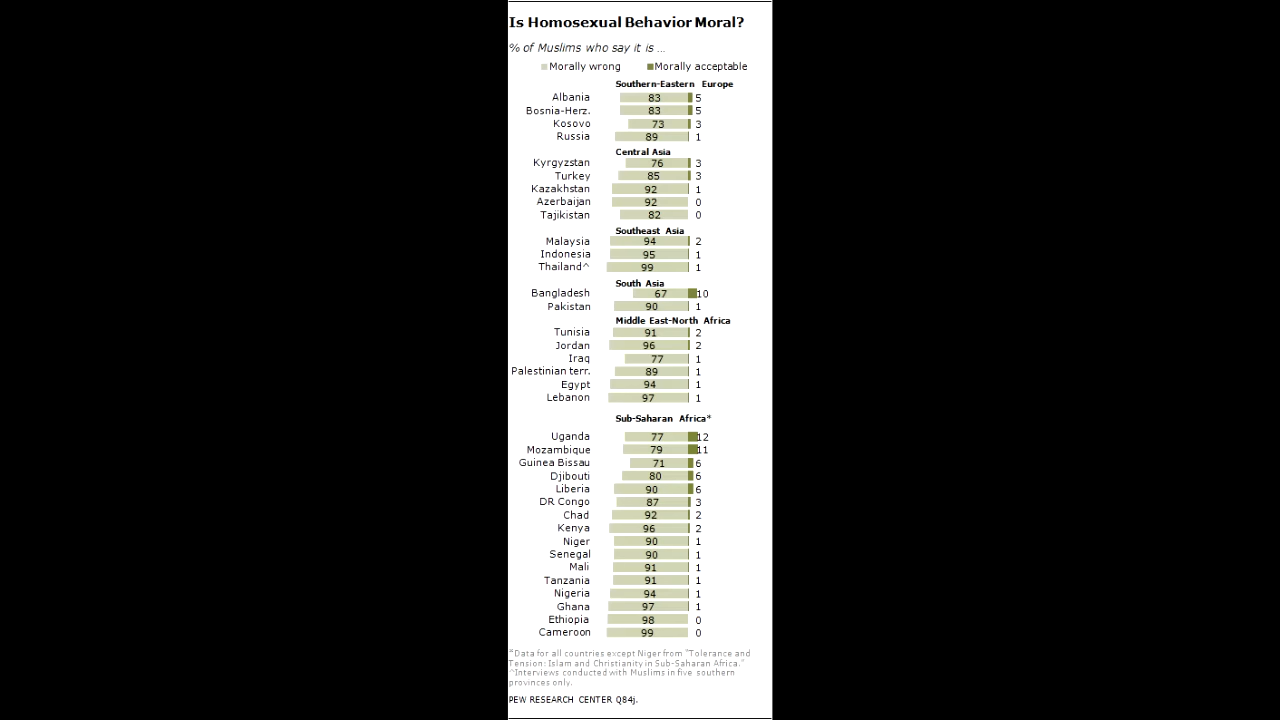 Is Homosexual Behavior Moral?
% of Muslims who say it is ...
Morally wrong Morally acceptable
Southern-Eastern Europe
Albania 83 5
Bosnia-Herz. 83 5
Kosovo 73 3
Russia 89 1
Central Asia
Kyrgyzstan 76 3
Turkey 85 3
Kazakhstan 92 1
Azerbaijan 92 0
Tajikistan 82 0
Southeast Asia
Malaysia 94 2
Indonesia 95 1
Thailand^ 99 1
South Asia
Bangladesh 67 10
Pakistan 90 1
Middle East-North Africa
Tunisia 91 2
Jordan 96 2
Iraq 77 1
Palestinian terr. 89 1
Egypt 94 1
Lebanon 97 1
Sub-Saharan Africa*
Uganda 77 12
Mozambique 79 11
Guinea Bissau 71 6
Djibouti 80 6
Liberia 90 6
DR Congo 87 3
Chad 92 2
Kenya 96 2
Niger 90 1
Senegal 90 1
Mali 91 1
Tanzania 91 1
Nigeria 94 1
Ghana 97 1
Ethiopia 98 0
Cameroon 99 0
*Data for all countries except Niger from "Tolerance and
Tension: Islam and Christianity in Sub-Saharan Africa."
^Interviews conducted with Muslims in five southern
provinces only.
PEW RESEARCH CENTER Q84j.